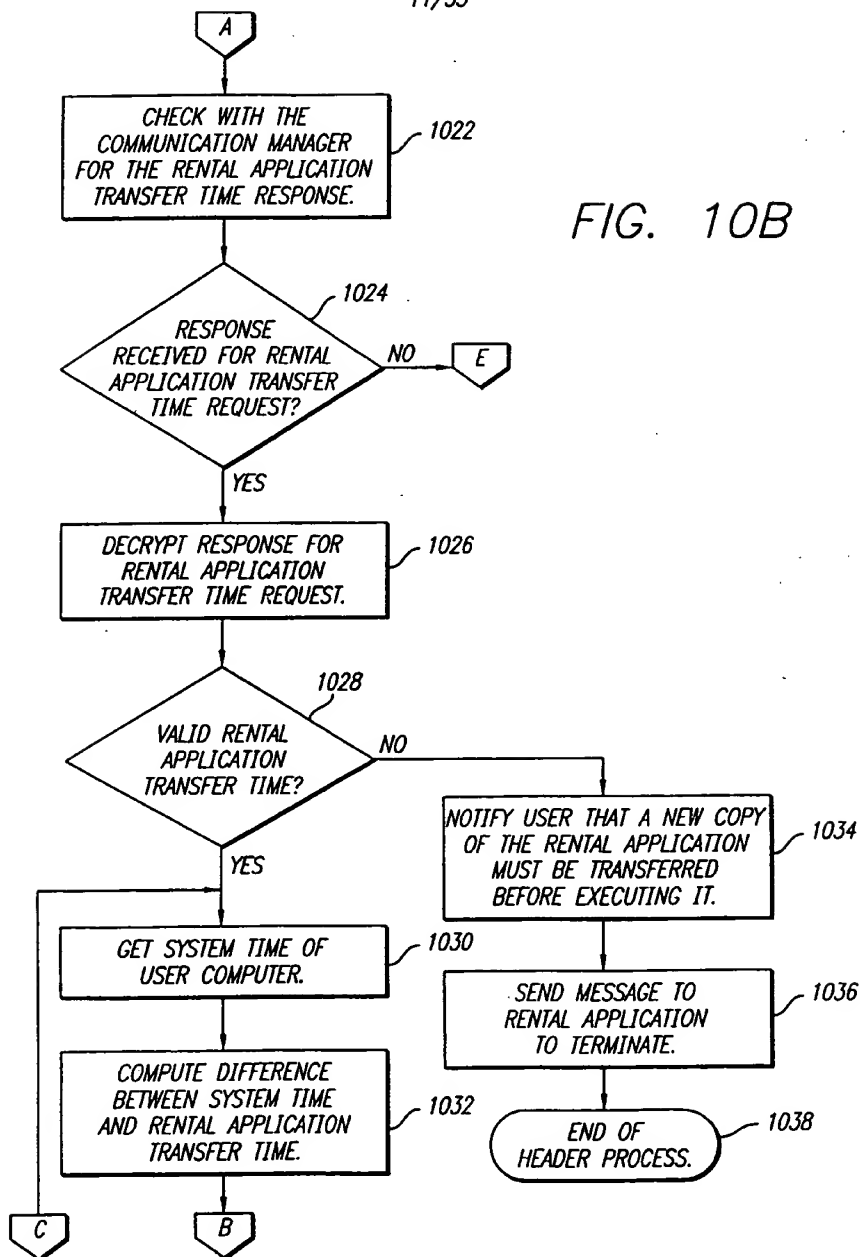 A
CHECK WITH THE
COMMUNICATION MANAGER
FOR THE RENTAL APPLICATION
TRANSFER TIME RESPONSE.
1022
FIG. 10B
1024
RESPONSE
RECEIVED FOR RENTAL
APPLICATION TRANSFER
TIME REQUEST?
NO
E
YES
DECRYPT RESPONSE FOR
RENTAL APPLICATION
TRANSFER TIME REQUEST.
1026
1028
VALID RENTAL
APPLICATION
TRANSFER TIME?
NO
YES
NOTIFY USER THAT A NEW COPY
OF THE RENTAL APPLICATION
MUST BE TRANSFERRED
BEFORE EXECUTING IT.
1034
GET SYSTEM TIME OF
USER COMPUTER.
1030
SEND MESSAGE TO
RENTAL APPLICATION
TO TERMINATE.
1036
COMPUTE DIFFERENCE
BETWEEN SYSTEM TIME
AND RENTAL APPLICATION
TRANSFER TIME.
1032
END OF
HEADER PROCESS.
1038
C
B